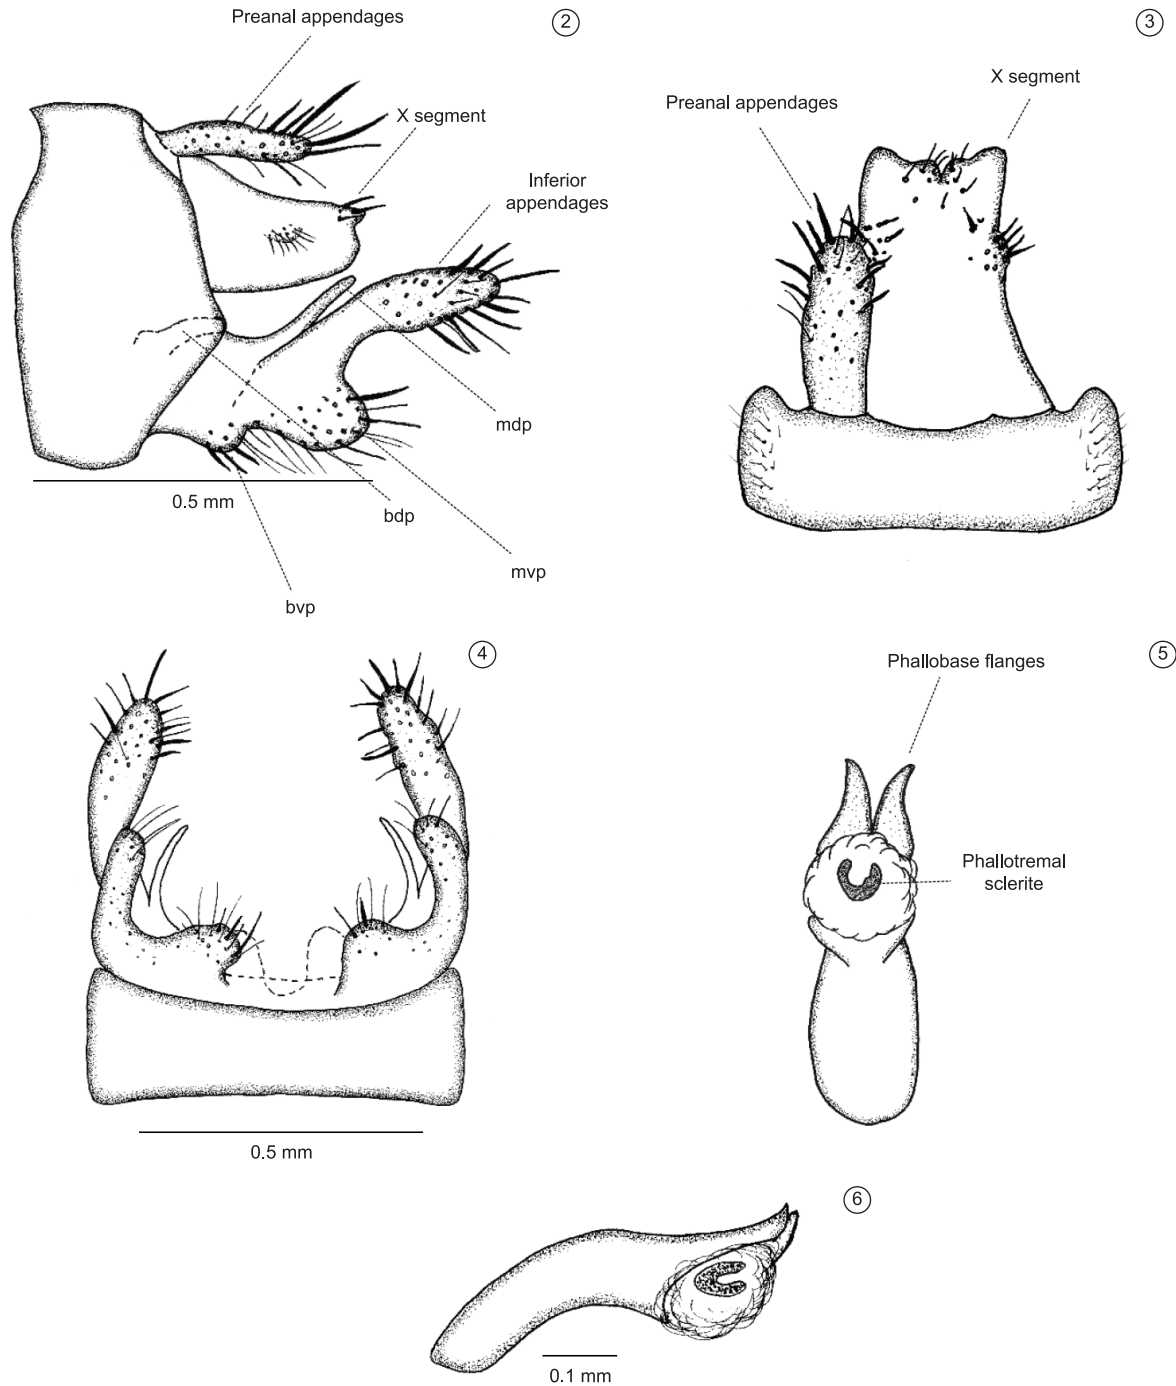 Preanal appendages
2
X segment
Inferior
appendages
mdp
0.5 mm
bdp
mvp
bvp
3
X segment
Preanal appendages
4
0.5 mm
5
Phallobase flanges
Phallotremal
sclerite
6
0.1 mm